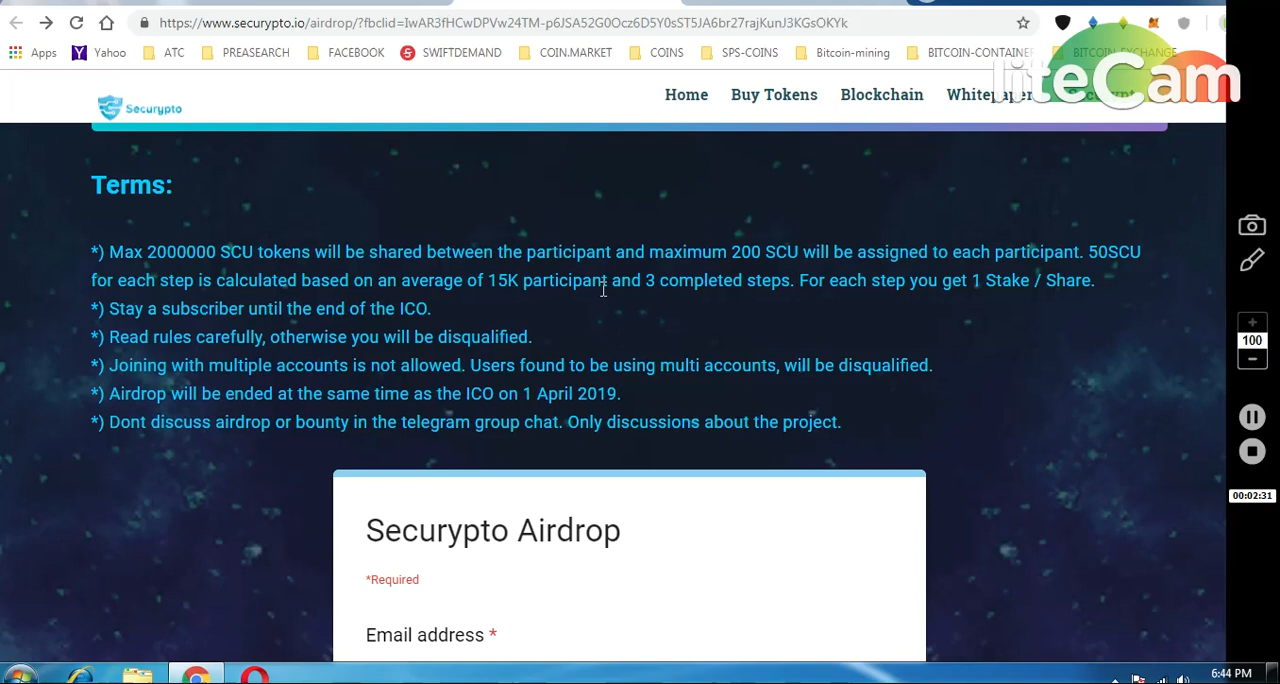 https://www.securypto.io/airdrop/?fbclid=IwAR3fHCwDPVw24TM-p6JSA52G0Ocz6D5Y0sST5JA6br27rajKunJ3KGsOKYk
Apps Yahoo ATC PREASEARCH FACEBOOK SWIFTDEMAND COIN.MARKET COINS SPS-COINS Bitcoin-mining BITCOIN-CONTAINE BITCOIN-EXCHANGE
liteCam
Securypto Home Buy Tokens Blockchain Whitepaper
Terms:
*) Max 2000000 SCU tokens will be shared between the participant and maximum 200 SCU will be assigned to each participant. 50SCU
for each step is calculated based on an average of 15K participant and 3 completed steps. For each step you get 1 Stake / Share.
*) Stay a subscriber until the end of the ICO.
*) Read rules carefully, otherwise you will be disqualified.
*) Joining with multiple accounts is not allowed. Users found to be using multi accounts, will be disqualified.
*) Airdrop will be ended at the same time as the ICO on 1 April 2019.
*) Dont discuss airdrop or bounty in the telegram group chat. Only discussions about the project.
Securypto Airdrop
*Required
Email address *
100
00:02:31
6:44 PM